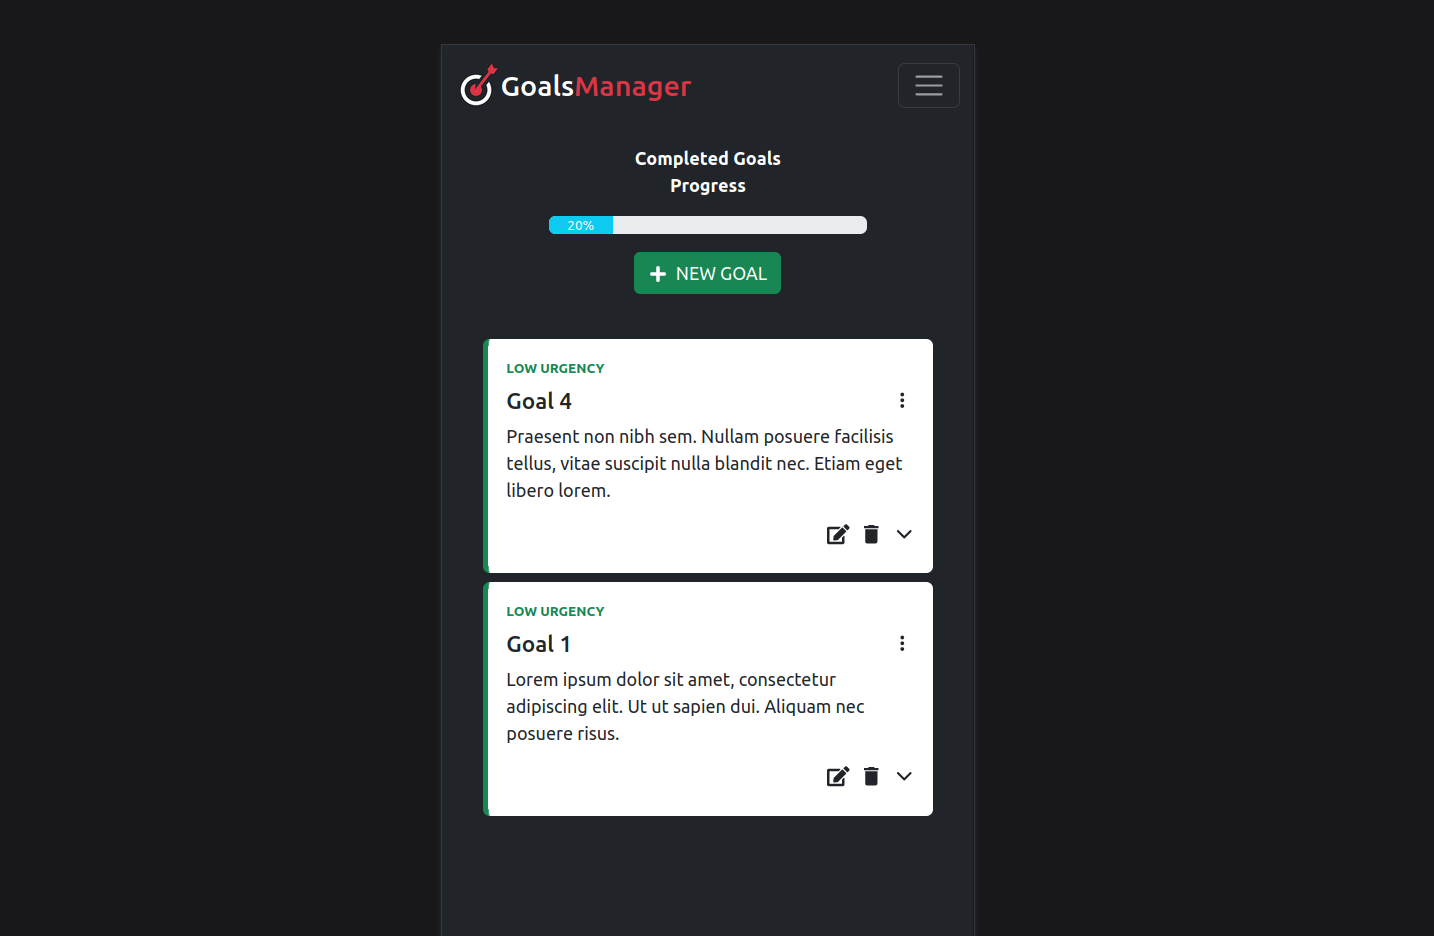 GoalsManager
Completed Goals
Progress
20%
NEW GOAL
LOW URGENCY
Goal 4
Praesent non nibh sem. Nullam posuere facilisis
tellus, vitae suscipit nulla blandit nec. Etiam eget
libero lorem.
LOW URGENCY
Goal 1
Lorem ipsum dolor sit amet, consectetur
adipiscing elit. Ut ut sapien dui. Aliquam nec
posuere risus.